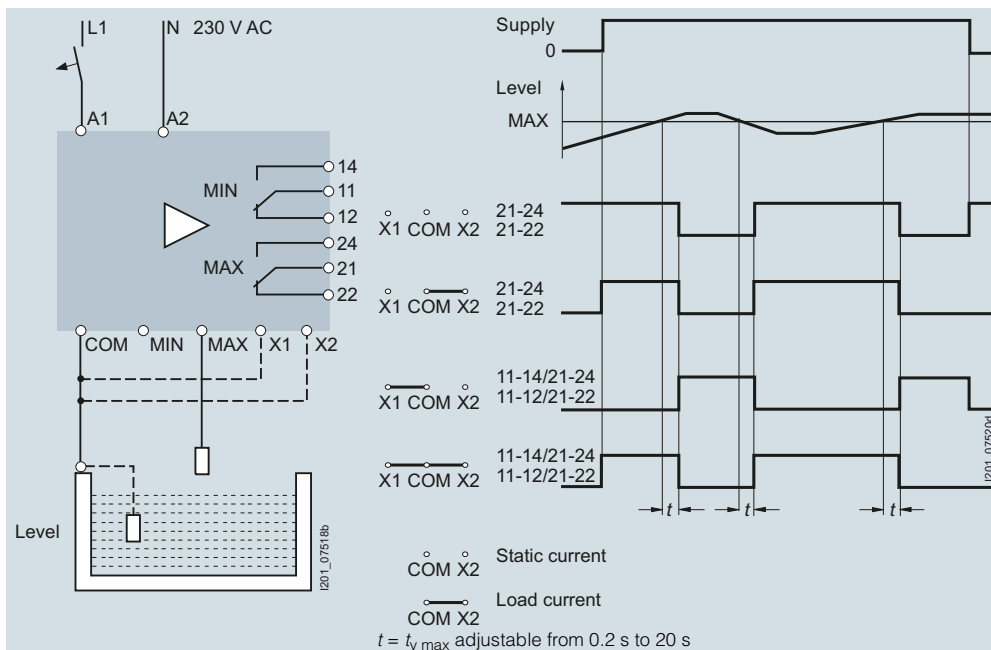 L1
N 230 V AC
A1
A2
MIN
14
11
12
MAX
24
21
22
COM MIN MAX X1 X2
Level
I201_07518b
Supply
0
Level
MAX
X1 COM X2
21-24
21-22
X1 COM X2
21-24
21-22
X1 COM X2
11-14/21-24
11-12/21-22
X1 COM X2
11-14/21-24
11-12/21-22
t t t
I201_07520d
COM X2 Static current
COM X2 Load current
t = tv max adjustable from 0.2 s to 20 s